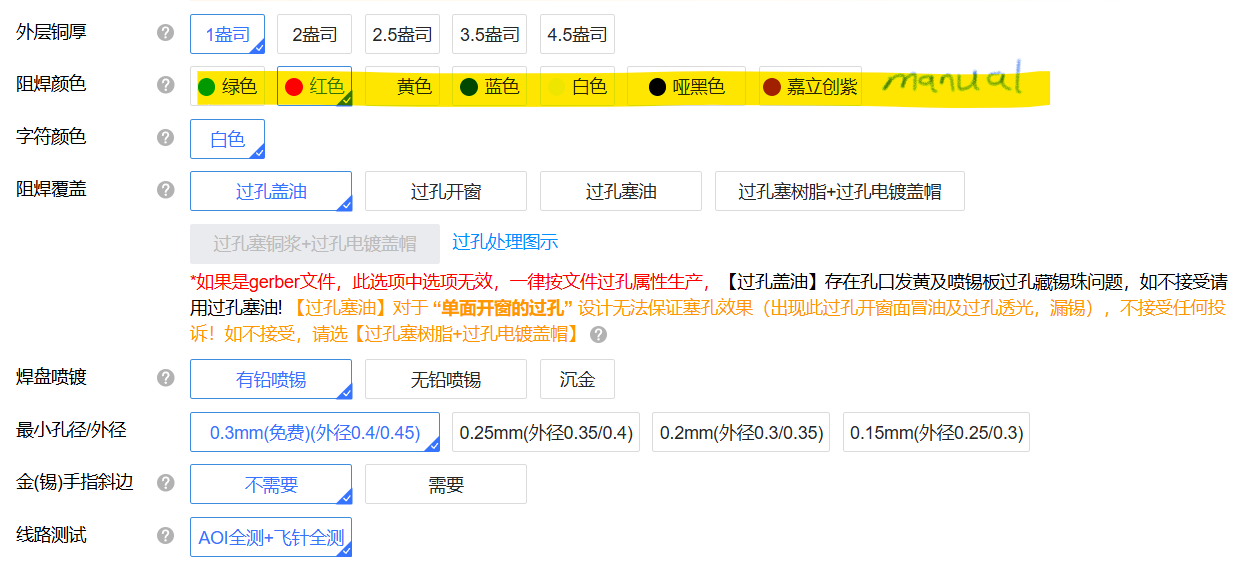 外层铜厚 1盎司 2盎司 2.5盎司 3.5盎司 4.5盎司
阻焊颜色 绿色 红色 黄色 蓝色 白色 哑黑色 嘉立创紫 manual
字符颜色 白色
阻焊覆盖 过孔盖油 过孔开窗 过孔塞油 过孔塞树脂+过孔电镀盖帽
过孔塞铜浆+过孔电镀盖帽 过孔处理图示
*如果是gerber文件，此选项中选项无效，一律按文件过孔属性生产，【过孔盖油】存在孔口发黄及喷锡板过孔藏锡珠问题，如不接受请
用过孔塞油!【过孔塞油】对于 “单面开窗的过孔” 设计无法保证塞孔效果（出现此过孔开窗面冒油及过孔透光，漏锡），不接受任何投
诉！如不接受，请选【过孔塞树脂+过孔电镀盖帽】
焊盘喷镀 有铅喷锡 无铅喷锡 沉金
最小孔径/外径 0.3mm(免费)(外径0.4/0.45) 0.25mm(外径0.35/0.4) 0.2mm(外径0.3/0.35) 0.15mm(外径0.25/0.3)
金(锡)手指斜边 不需要 需要
线路测试 AOI全测+飞针全测